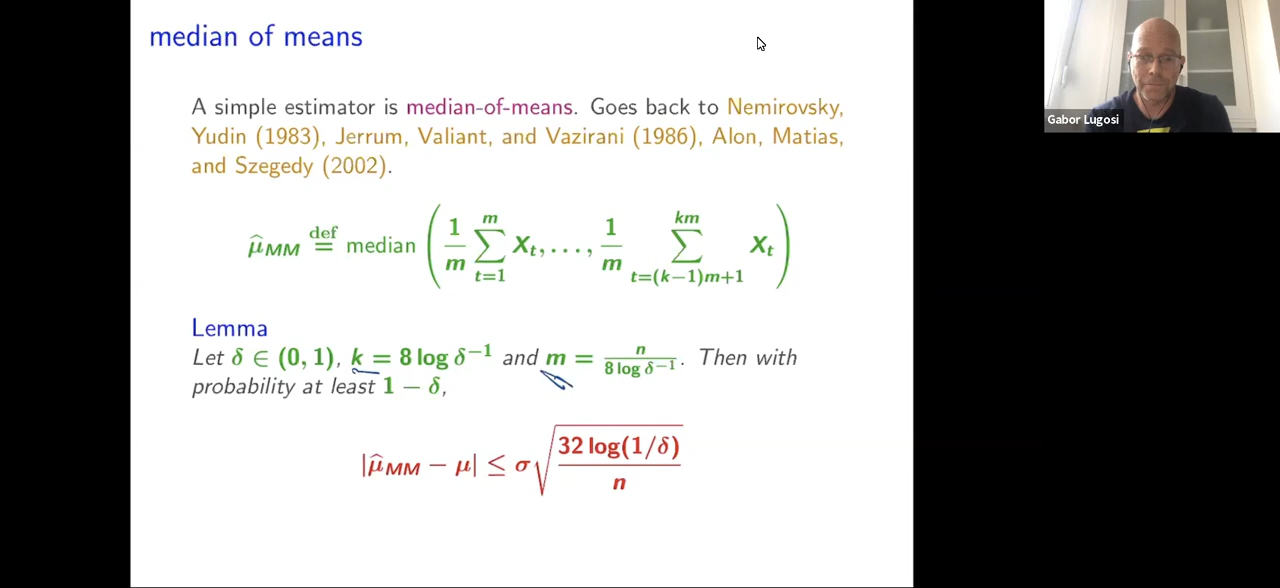 median of means
A simple estimator is median-of-means. Goes back to Nemirovsky,
Yudin (1983), Jerrum, Valiant, and Vazirani (1986), Alon, Matias,
and Szegedy (2002).
μ̂_MM def= median ( 1/m ∑_{t=1}^{m} X_t, . . . , 1/m ∑_{t=(k−1)m+1}^{km} X_t )
Lemma
Let δ ∈ (0, 1), k = 8 log δ⁻¹ and m = n / (8 log δ⁻¹). Then with
probability at least 1 − δ,
|μ̂_MM − μ| ≤ σ √(32 log(1/δ) / n)
Gabor Lugosi